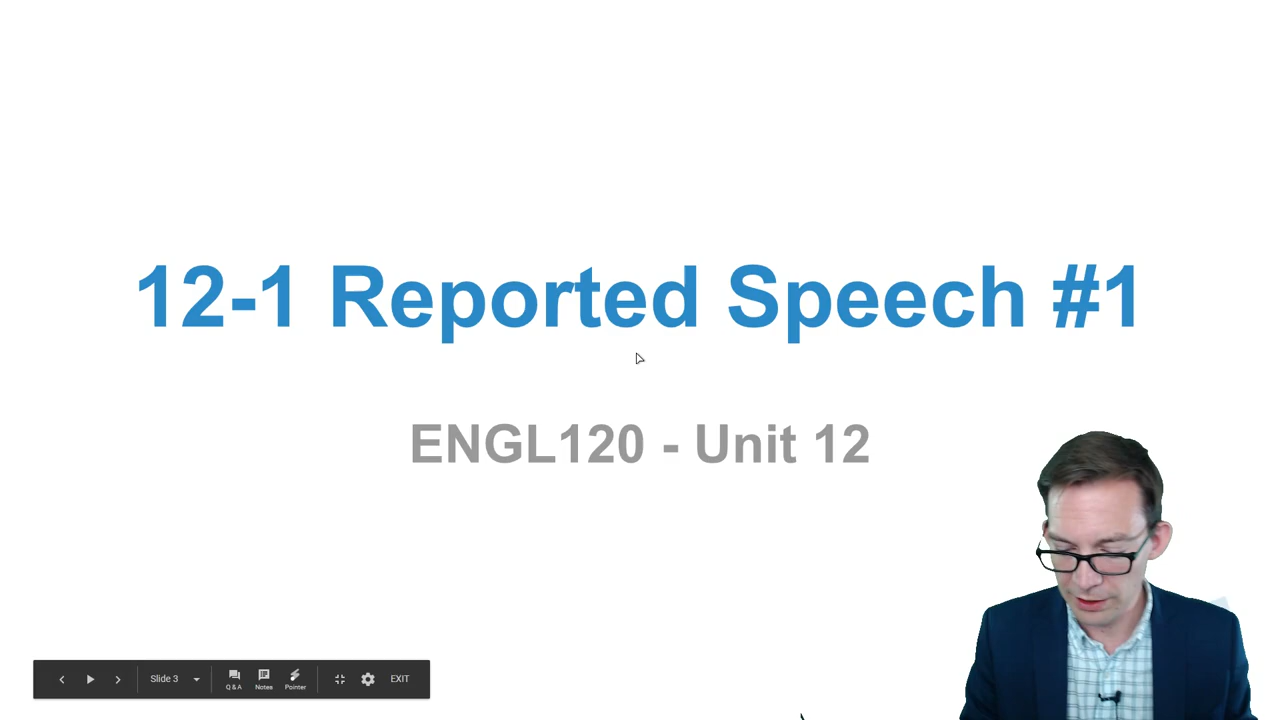 12-1 Reported Speech #1
ENGL120 - Unit 12
Slide 3
Q & A
Notes
Pointer
EXIT